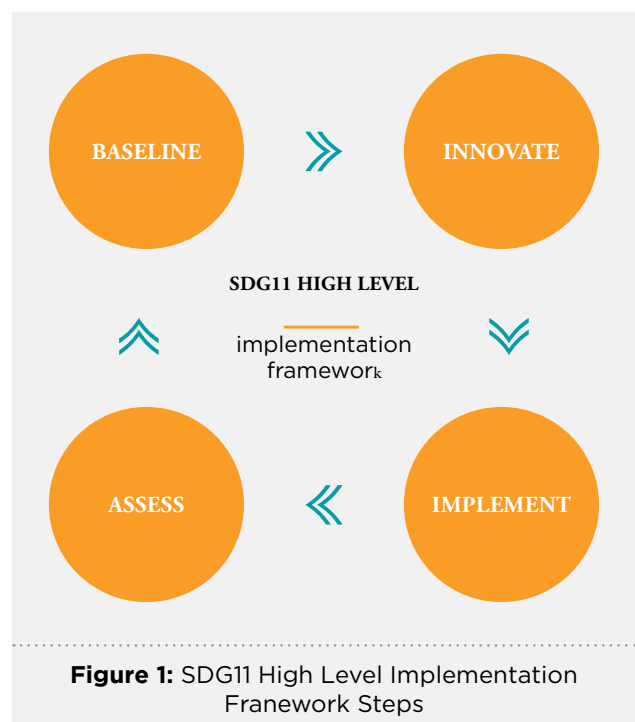 BASELINE
INNOVATE
SDG11 HIGH LEVEL
implementation
framework
ASSESS
IMPLEMENT
Figure 1: SDG11 High Level Implementation
Franework Steps